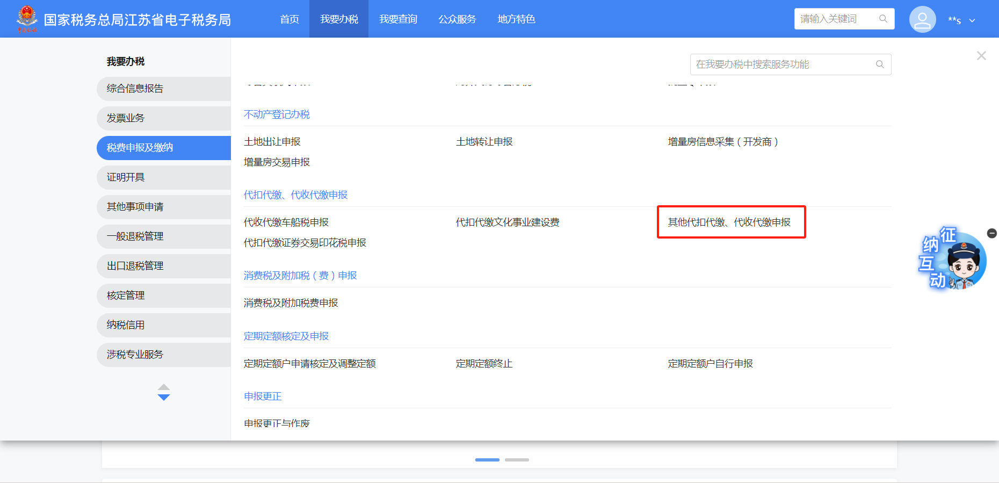 国家税务总局江苏省电子税务局
首页 我要办税 我要查询 公众服务 地方特色
请输入关键词
**s
我要办税
综合信息报告
发票业务
税费申报及缴纳
证明开具
其他事项申请
一般退税管理
出口退税管理
核定管理
纳税信用
涉税专业服务
在我要办税中搜索服务功能
不动产登记办税
土地出让申报 土地转让申报 增量房信息采集（开发商）
增量房交易申报
代扣代缴、代收代缴申报
代收代缴车船税申报 代扣代缴文化事业建设费 其他代扣代缴、代收代缴申报
代扣代缴证券交易印花税申报
消费税及附加税（费）申报
消费税及附加税费申报
定期定额核定及申报
定期定额户申请核定及调整定额 定期定额终止 定期定额户自行申报
申报更正
申报更正与作废
征纳互动